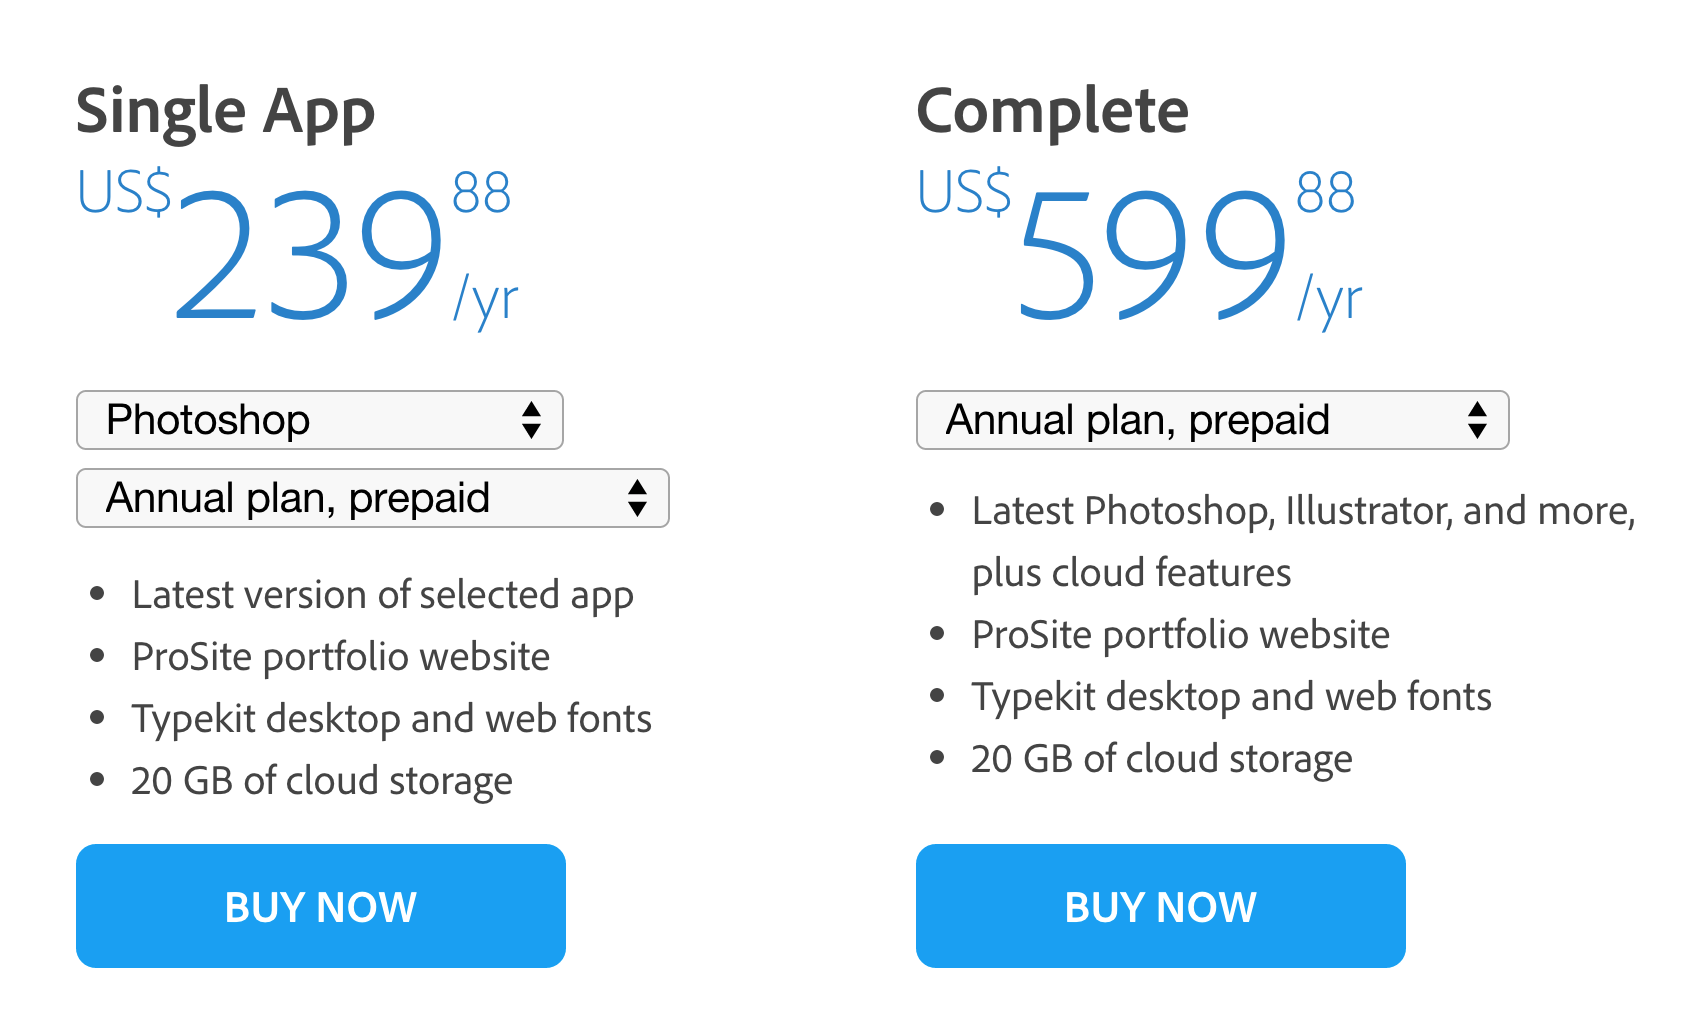 Single App
US$239 88 /yr
Photoshop
Annual plan, prepaid
• Latest version of selected app
• ProSite portfolio website
• Typekit desktop and web fonts
• 20 GB of cloud storage
BUY NOW
Complete
US$599 88 /yr
Annual plan, prepaid
• Latest Photoshop, Illustrator, and more,
plus cloud features
• ProSite portfolio website
• Typekit desktop and web fonts
• 20 GB of cloud storage
BUY NOW